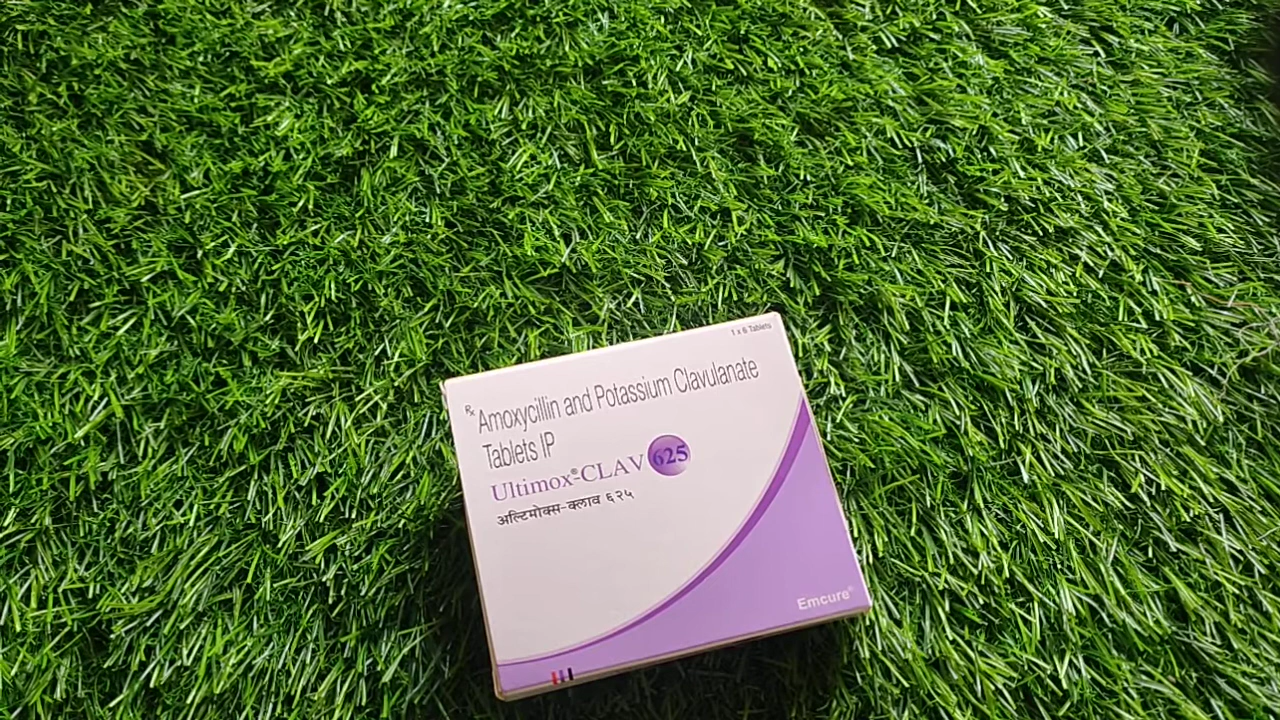 1 x 6 Tablets
Rx Amoxycillin and Potassium Clavulanate
Tablets IP
Ultimox®-CLAV 625
अल्टिमोक्स-क्लाव ६२५
Emcure®